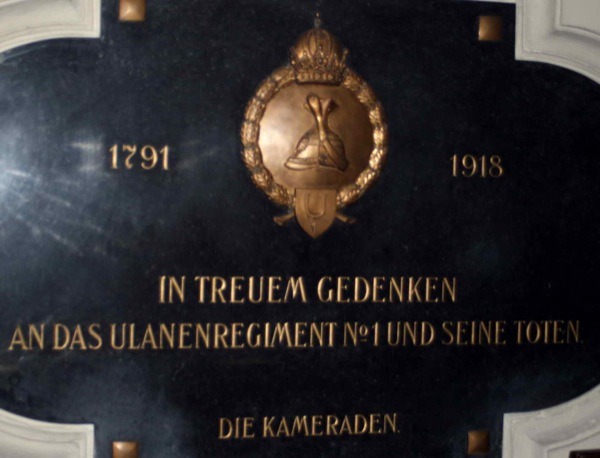 1791
1918
U
IN TREUEM GEDENKEN
AN DAS ULANENREGIMENT No1 UND SEINE TOTEN.
DIE KAMERADEN.